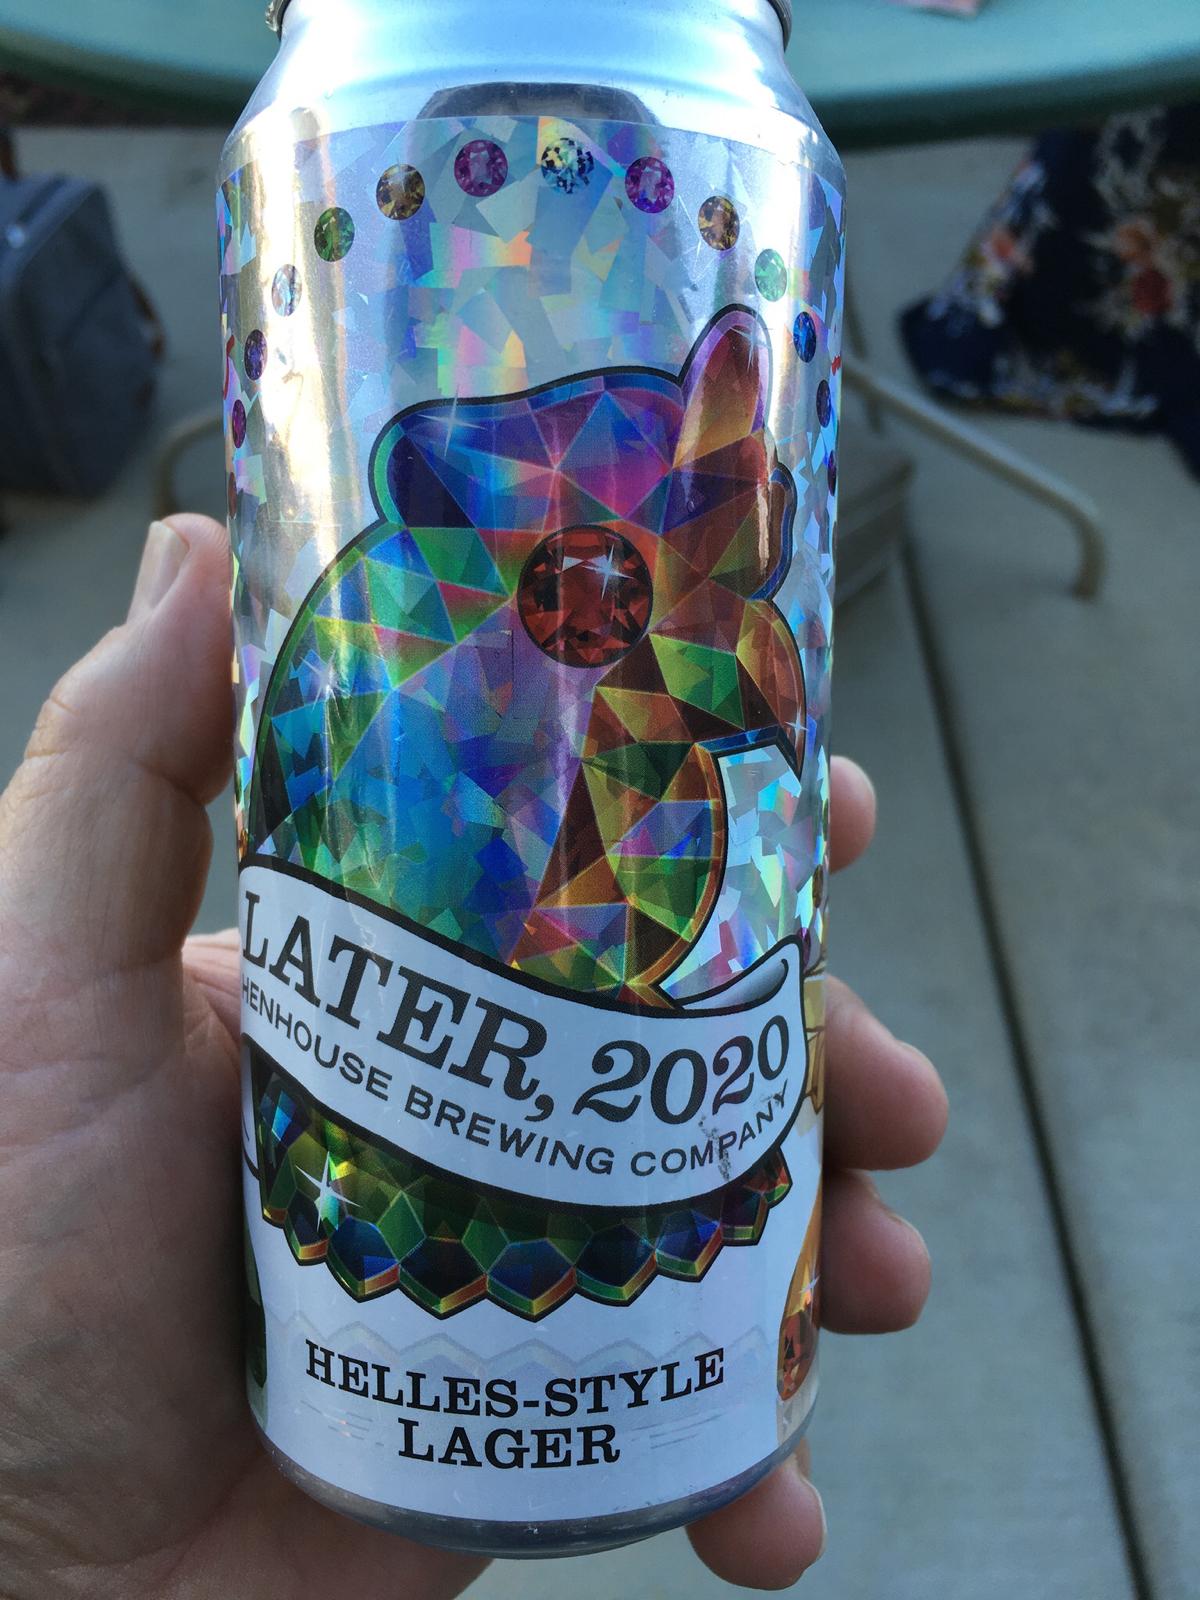 LATER, 2020
HENHOUSE BREWING COMPANY
HELLES-STYLE
LAGER